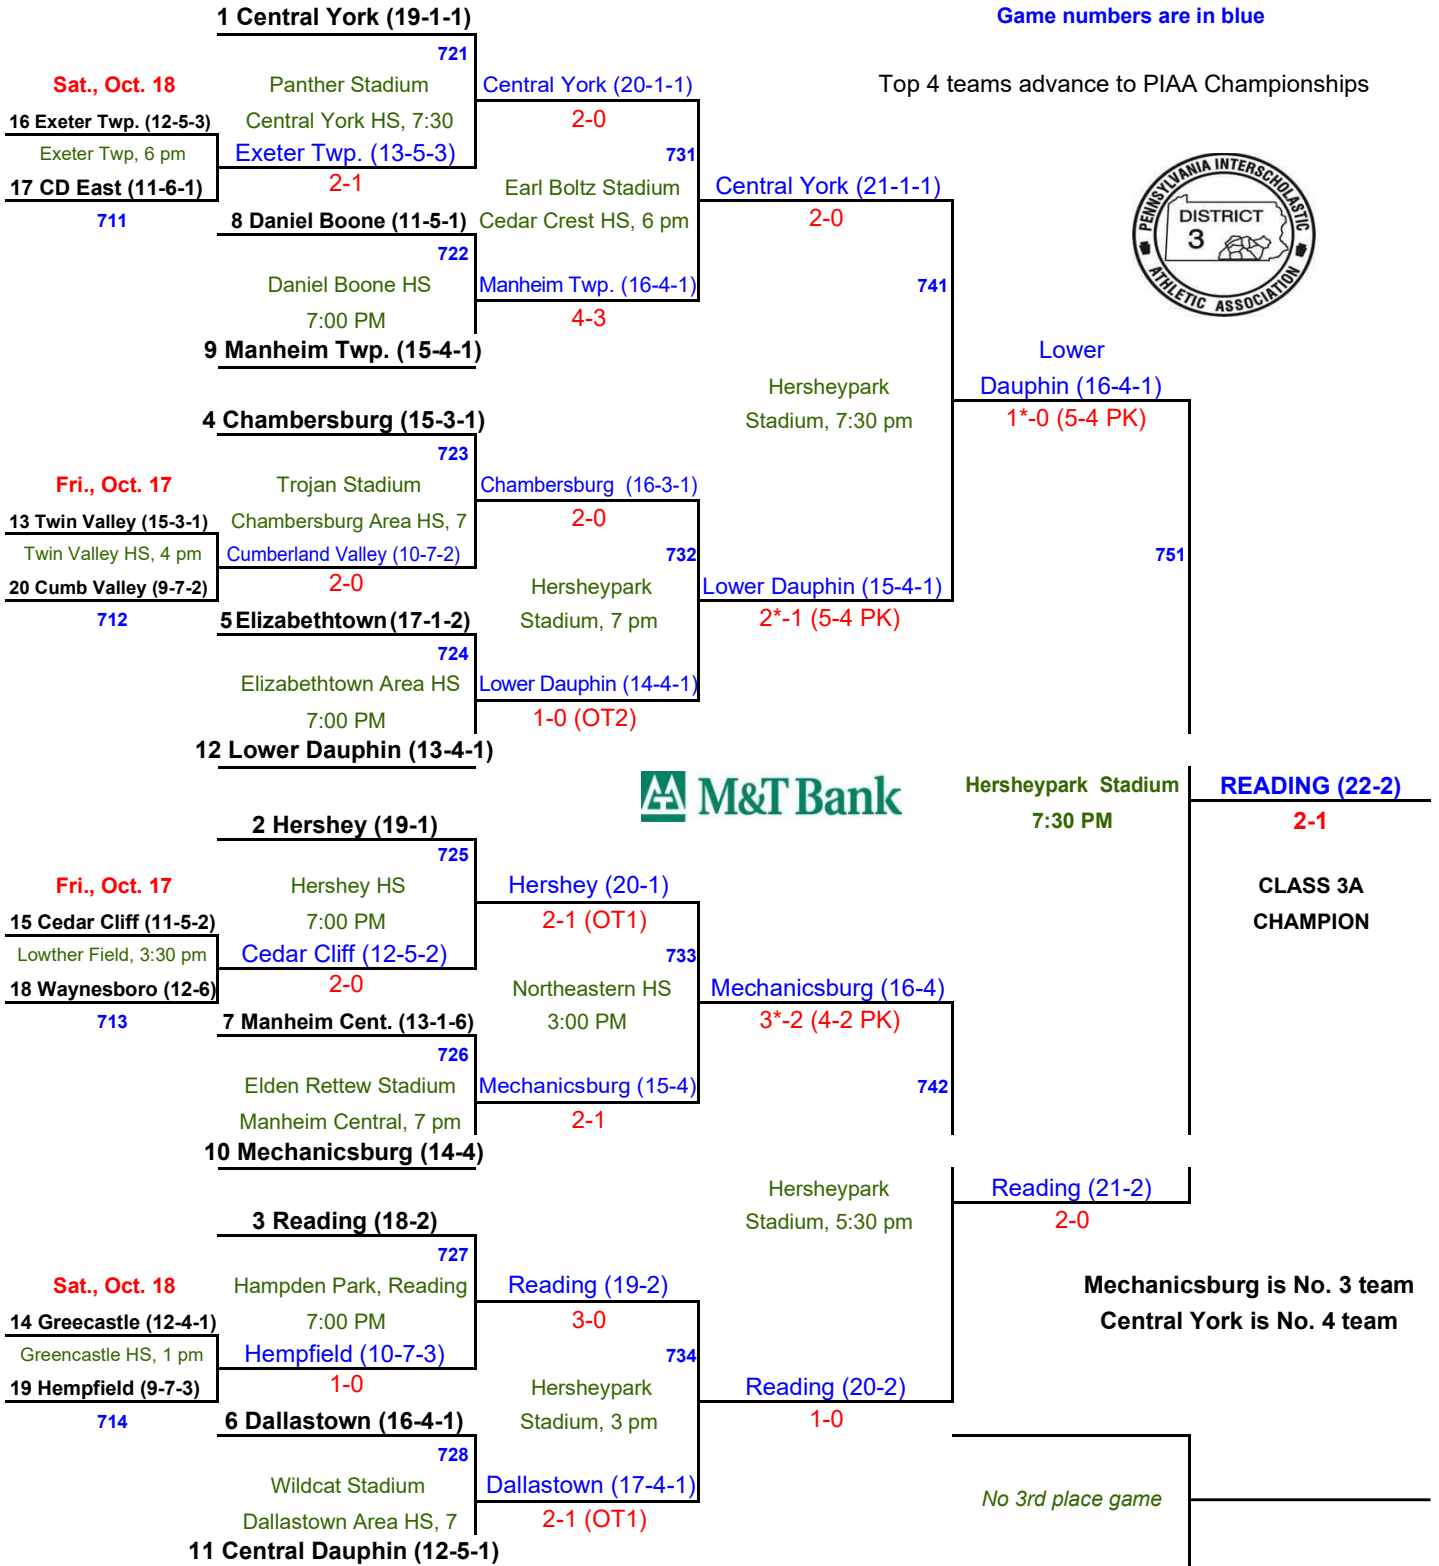 1 Central York (19-1-1)
Game numbers are in blue
721
Sat., Oct. 18
Panther Stadium
Central York (20-1-1)
Top 4 teams advance to PIAA Championships
16 Exeter Twp. (12-5-3)
Central York HS, 7:30
2-0
Exeter Twp, 6 pm
Exeter Twp. (13-5-3)
731
17 CD East (11-6-1)
2-1
Earl Boltz Stadium
Central York (21-1-1)
711
8 Daniel Boone (11-5-1)
Cedar Crest HS, 6 pm
2-0
PENNSYLVANIA INTERSCHOLASTIC
DISTRICT
3
ATHLETIC ASSOCIATION
722
Daniel Boone HS
Manheim Twp. (16-4-1)
741
7:00 PM
4-3
9 Manheim Twp. (15-4-1)
Lower
Hersheypark
Dauphin (16-4-1)
4 Chambersburg (15-3-1)
Stadium, 7:30 pm
1*-0 (5-4 PK)
723
Fri., Oct. 17
Trojan Stadium
Chambersburg (16-3-1)
13 Twin Valley (15-3-1)
Chambersburg Area HS, 7
2-0
Twin Valley HS, 4 pm
Cumberland Valley (10-7-2)
732
751
20 Cumb Valley (9-7-2)
2-0
Hersheypark
Lower Dauphin (15-4-1)
712
5 Elizabethtown (17-1-2)
Stadium, 7 pm
2*-1 (5-4 PK)
724
Elizabethtown Area HS
Lower Dauphin (14-4-1)
7:00 PM
1-0 (OT2)
12 Lower Dauphin (13-4-1)
M&T Bank
Hersheypark Stadium
READING (22-2)
2 Hershey (19-1)
7:30 PM
2-1
725
Fri., Oct. 17
Hershey HS
Hershey (20-1)
CLASS 3A
15 Cedar Cliff (11-5-2)
7:00 PM
2-1 (OT1)
CHAMPION
Lowther Field, 3:30 pm
Cedar Cliff (12-5-2)
733
18 Waynesboro (12-6)
2-0
Northeastern HS
Mechanicsburg (16-4)
713
7 Manheim Cent. (13-1-6)
3:00 PM
3*-2 (4-2 PK)
726
Elden Rettew Stadium
Mechanicsburg (15-4)
742
Manheim Central, 7 pm
2-1
10 Mechanicsburg (14-4)
Hersheypark
Reading (21-2)
3 Reading (18-2)
Stadium, 5:30 pm
2-0
727
Sat., Oct. 18
Hampden Park, Reading
Reading (19-2)
Mechanicsburg is No. 3 team
14 Greecastle (12-4-1)
7:00 PM
3-0
Central York is No. 4 team
Greencastle HS, 1 pm
Hempfield (10-7-3)
734
19 Hempfield (9-7-3)
1-0
Hersheypark
Reading (20-2)
714
6 Dallastown (16-4-1)
Stadium, 3 pm
1-0
728
Wildcat Stadium
Dallastown (17-4-1)
No 3rd place game
Dallastown Area HS, 7
2-1 (OT1)
11 Central Dauphin (12-5-1)